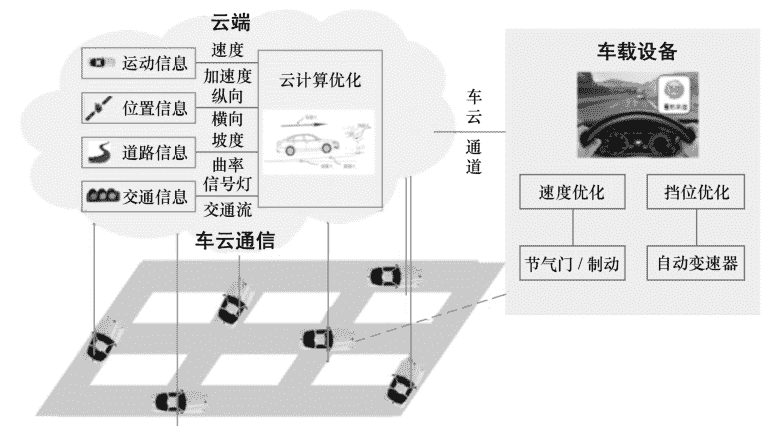 云端
运动信息
速度
加速度
位置信息
纵向
横向
道路信息
坡度
曲率
交通信息
信号灯
交通流
云计算优化
车云通信
车云
通道
车载设备
速度优化
挡位优化
节气门/制动
自动变速器